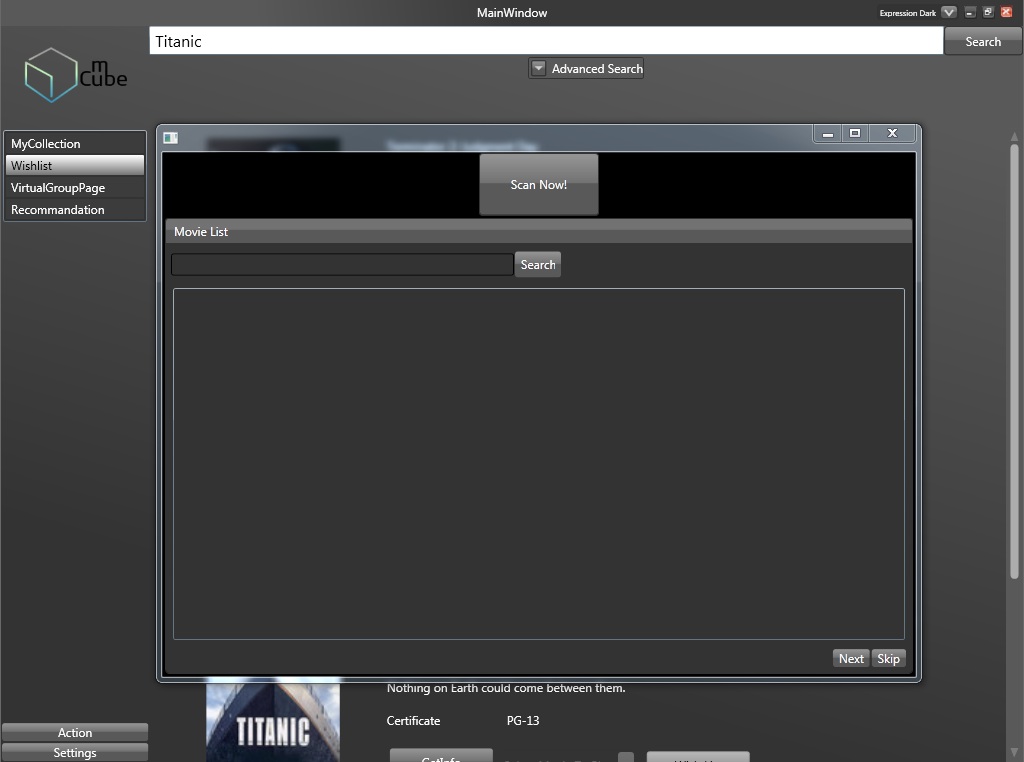 MainWindow
Expression Dark
Titanic
Search
Advanced Search
m
Cube
MyCollection
Wishlist
VirtualGroupPage
Recommandation
Terminator 2: Judgment Day
Scan Now!
Movie List
Search
Next
Skip
Nothing on Earth could come between them.
Certificate
PG-13
TITANIC
GetInfo
Action
Settings